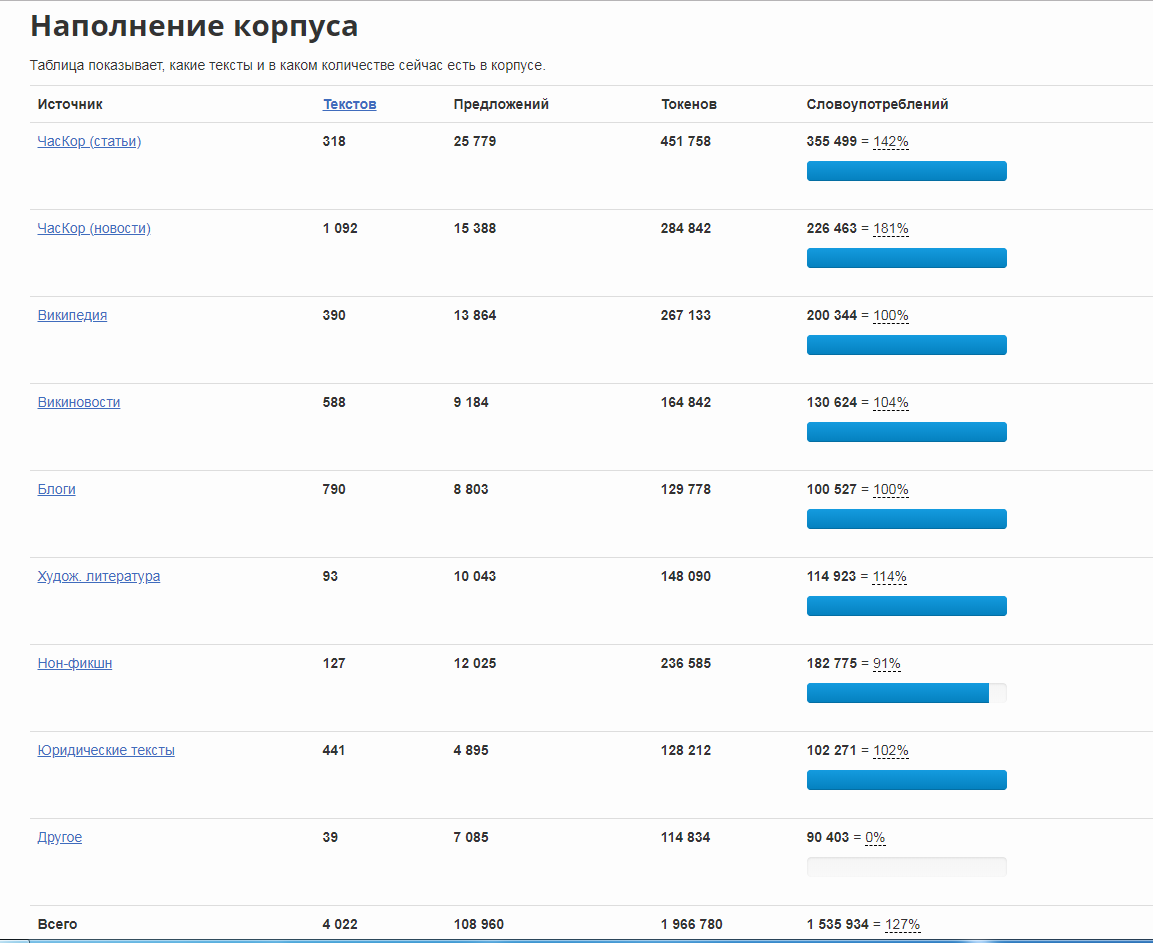 Наполнение корпуса
Таблица показывает, какие тексты и в каком количестве сейчас есть в корпусе.
Источник Текстов Предложений Токенов Словоупотреблений
ЧасКор (статьи) 318 25 779 451 758 355 499 = 142%
ЧасКор (новости) 1 092 15 388 284 842 226 463 = 181%
Википедия 390 13 864 267 133 200 344 = 100%
Викиновости 588 9 184 164 842 130 624 = 104%
Блоги 790 8 803 129 778 100 527 = 100%
Худож. литература 93 10 043 148 090 114 923 = 114%
Нон-фикшн 127 12 025 236 585 182 775 = 91%
Юридические тексты 441 4 895 128 212 102 271 = 102%
Другое 39 7 085 114 834 90 403 = 0%
Всего 4 022 108 960 1 966 780 1 535 934 = 127%